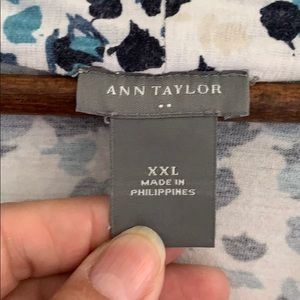 ANN TAYLOR
XXL
MADE IN
PHILIPPINES